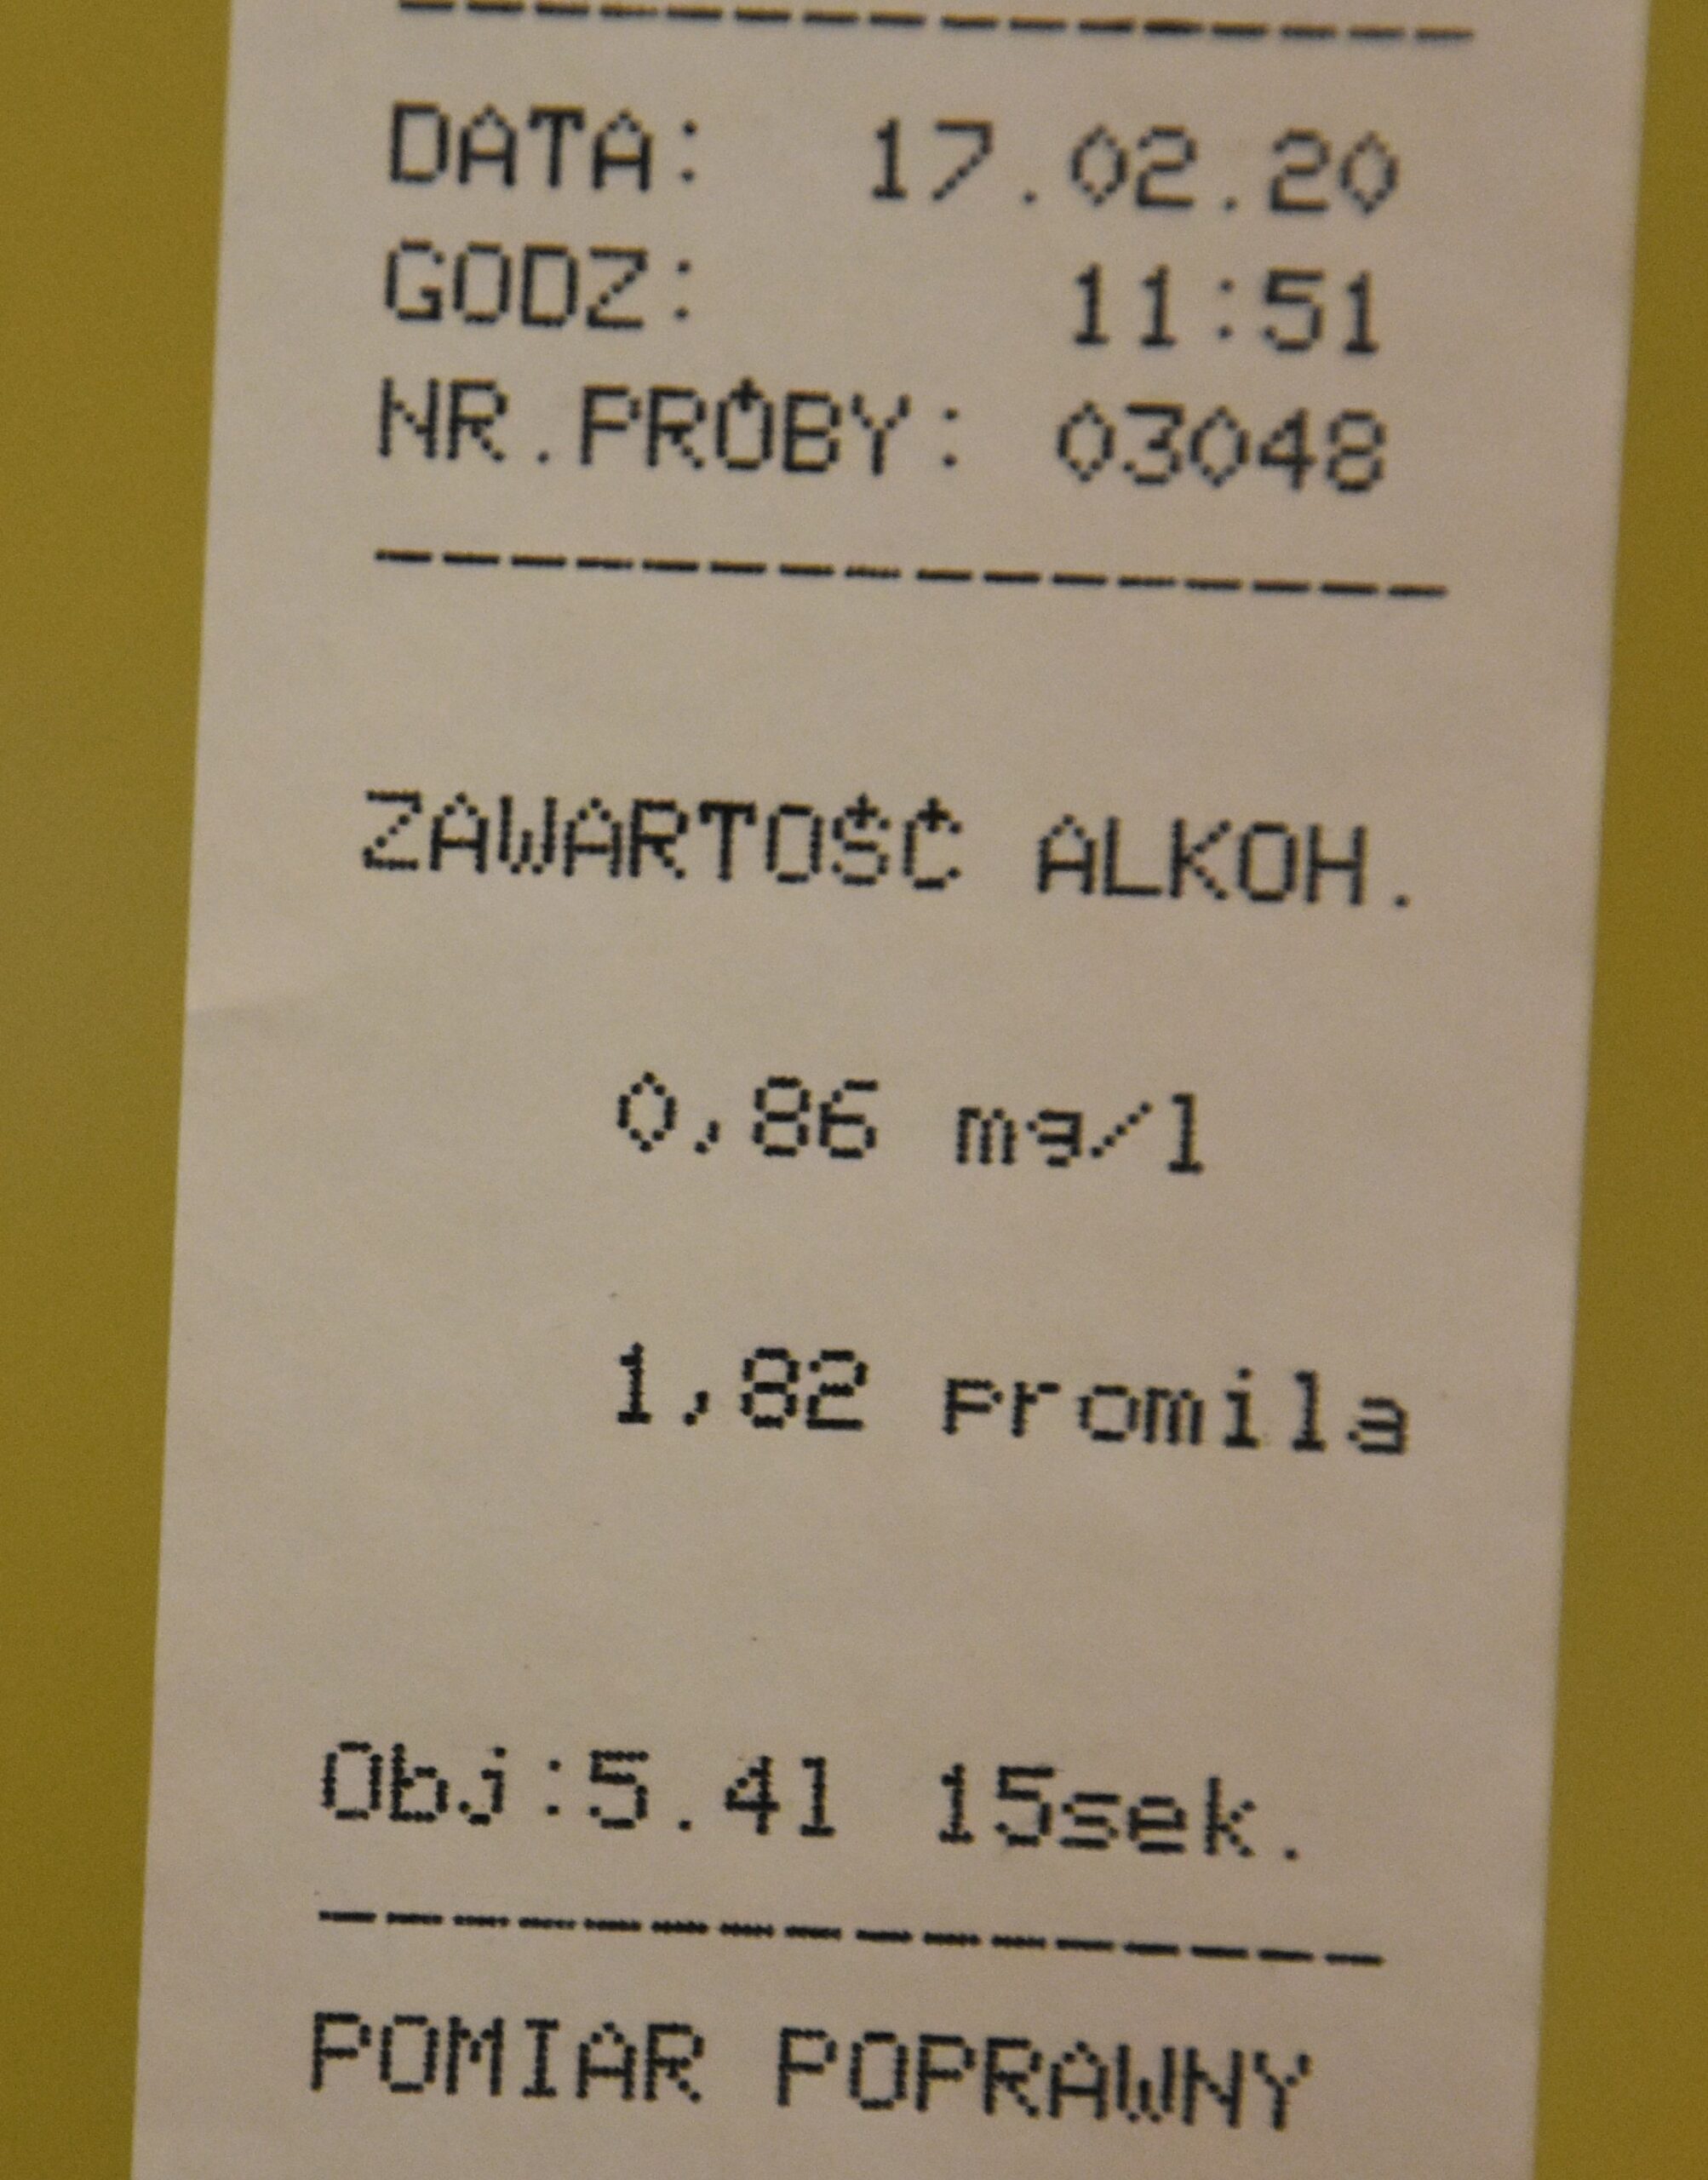 DATA: 17.02.20
GODZ: 11:51
NR.PRÓBY: 03048
ZAWARTOŚĆ ALKOH.
0,86 mg/l
1,82 promila
Obj:5.41 15sek.
POMIAR POPRAWNY